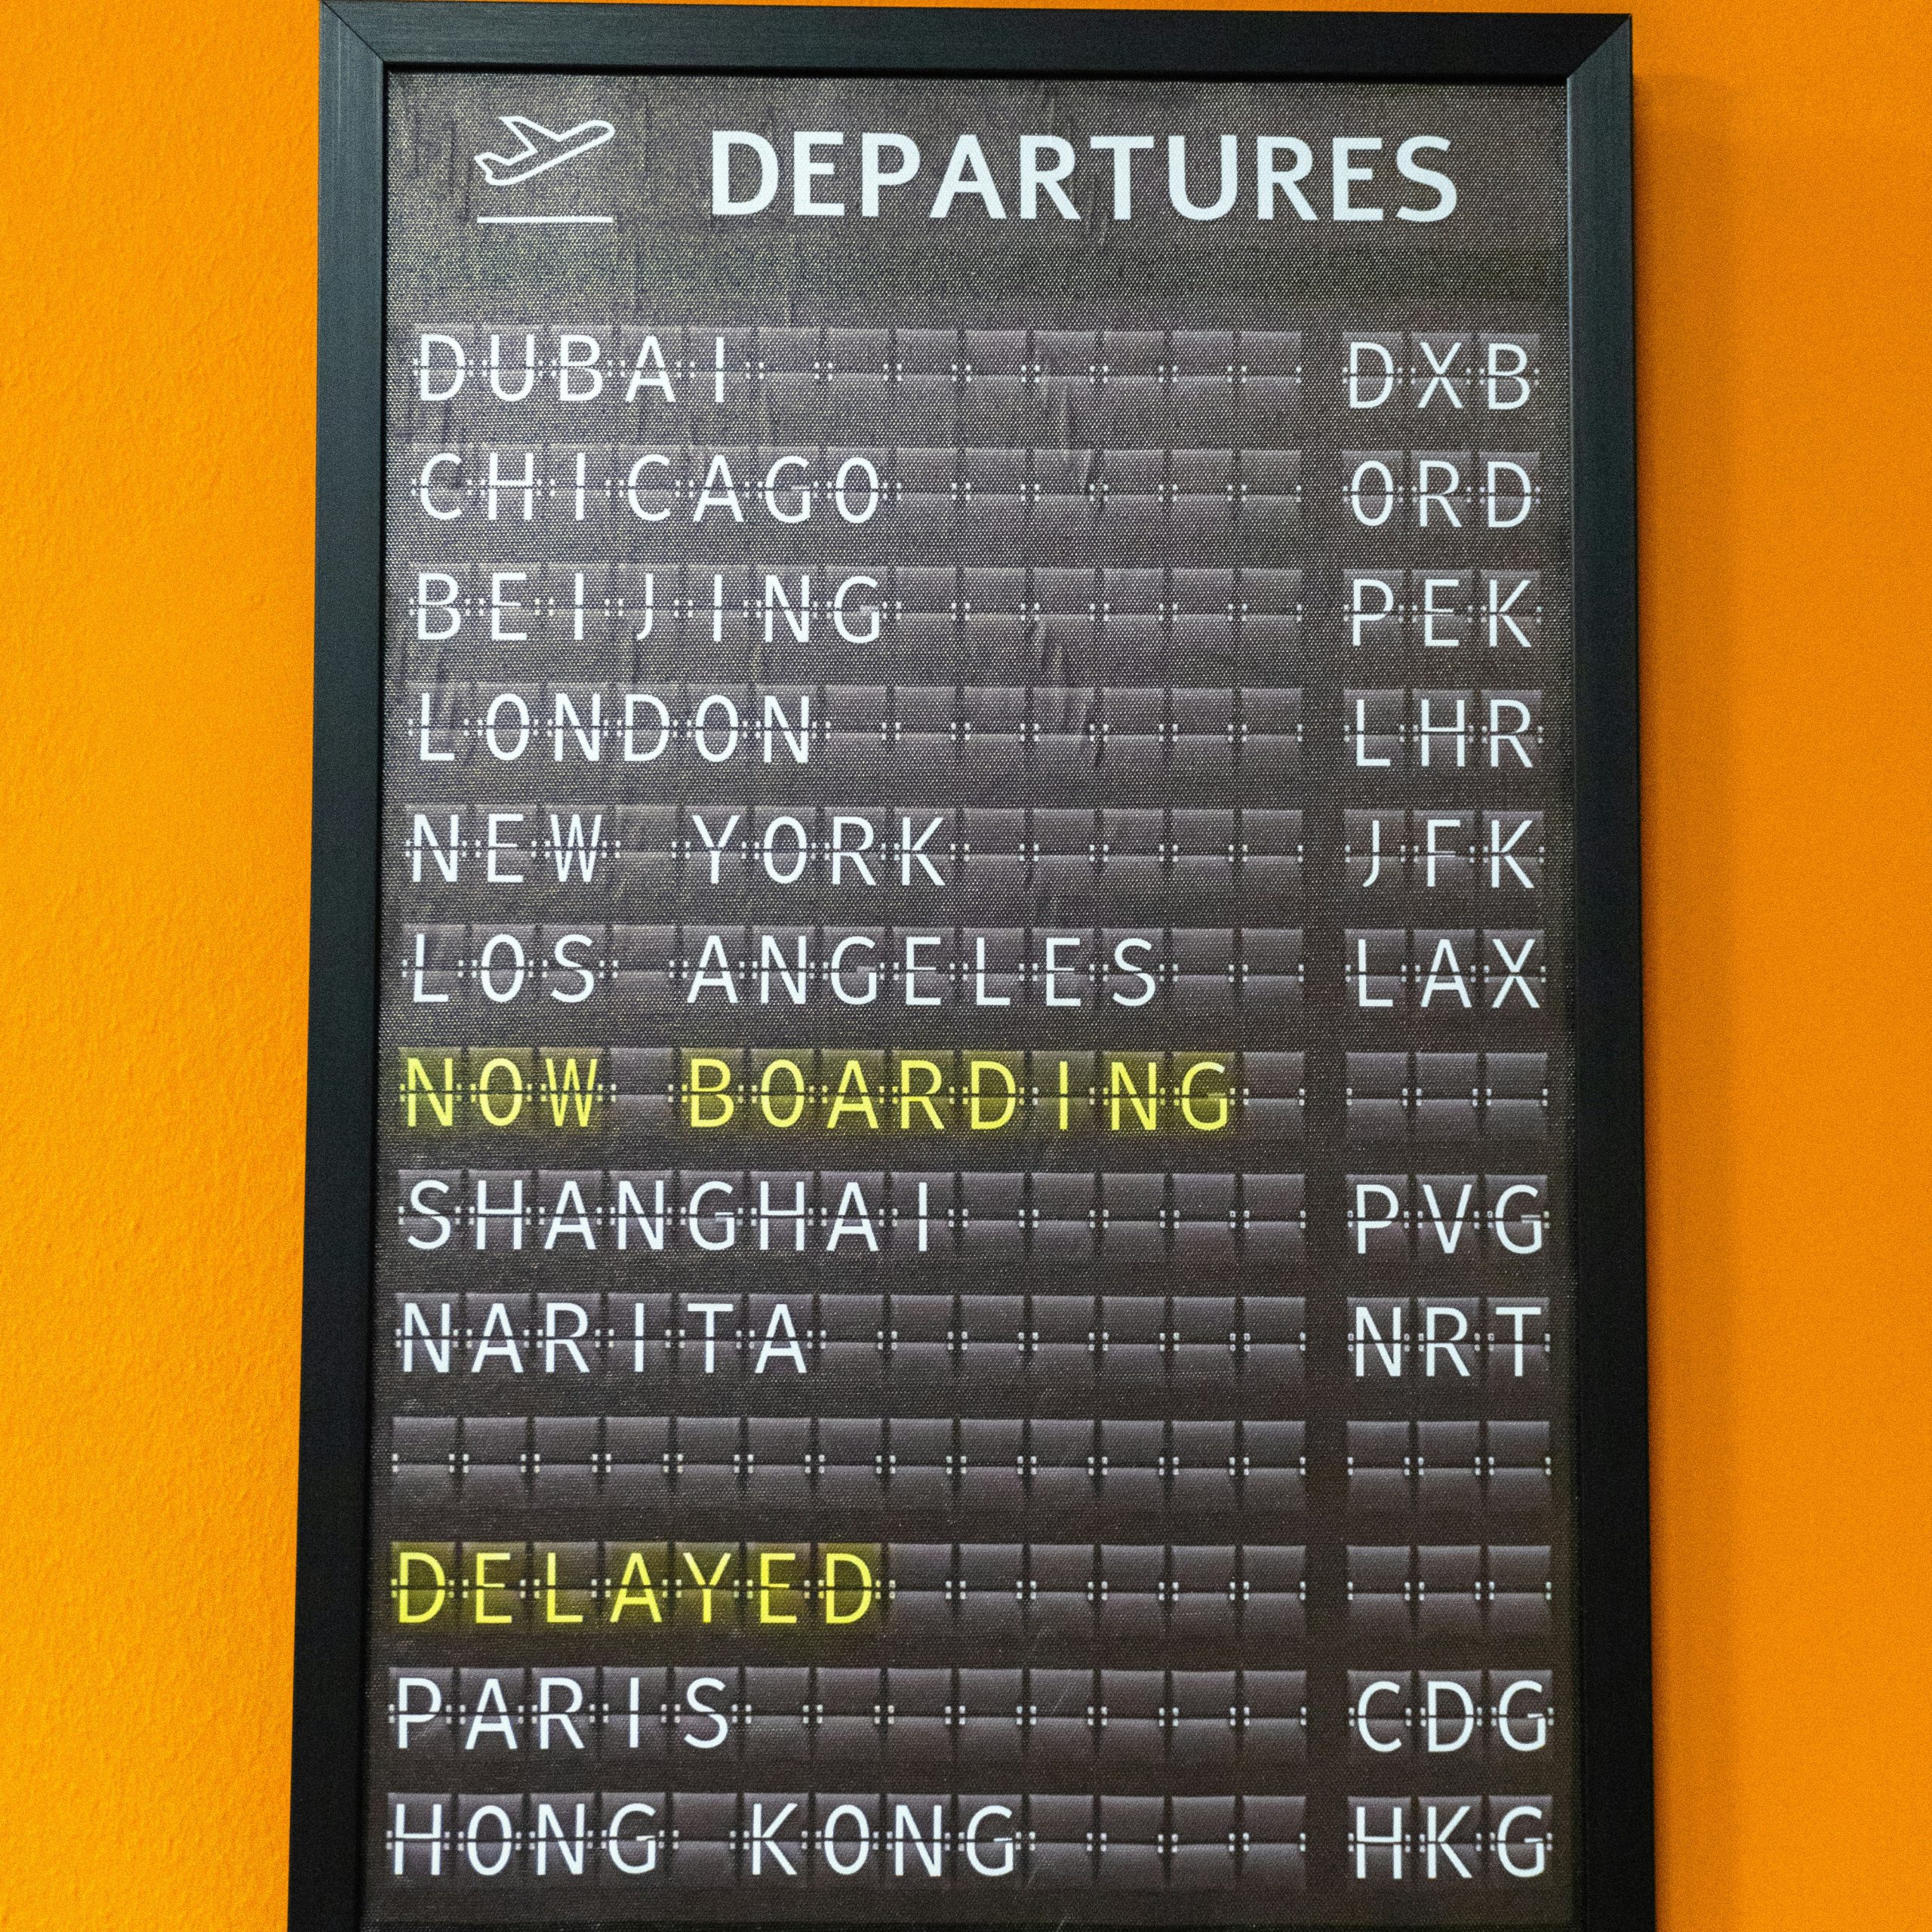 DEPARTURES
DUBAI DXB
CHICAGO ORD
BEIJING PEK
LONDON LHR
NEW YORK JFK
LOS ANGELES LAX
NOW BOARDING
SHANGHAI PVG
NARITA NRT
DELAYED
PARIS CDG
HONG KONG HKG